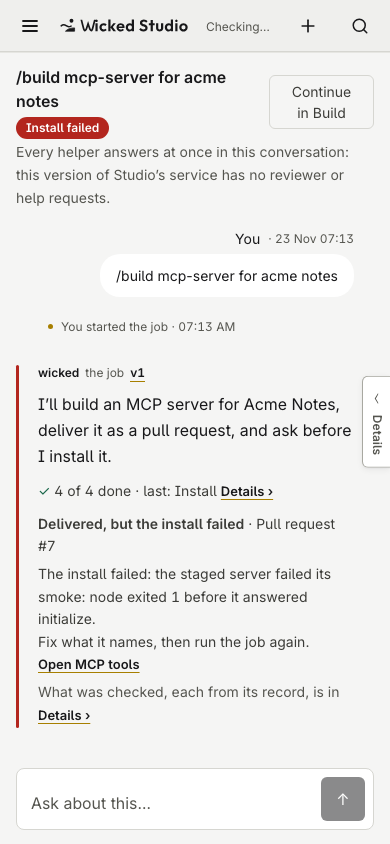 Wicked Studio
Checking...
/build mcp-server for acme
notes
Continue
in Build
Install failed
Every helper answers at once in this conversation:
this version of Studio's service has no reviewer or
help requests.
You · 23 Nov 07:13
/build mcp-server for acme notes
You started the job · 07:13 AM
wicked the job v1
I'll build an MCP server for Acme Notes,
deliver it as a pull request, and ask before
I install it.
✓ 4 of 4 done · last: Install Details ›
Delivered, but the install failed · Pull request
#7
The install failed: the staged server failed its
smoke: node exited 1 before it answered
initialize.
Fix what it names, then run the job again.
Open MCP tools
What was checked, each from its record, is in
Details ›
Details
Ask about this...